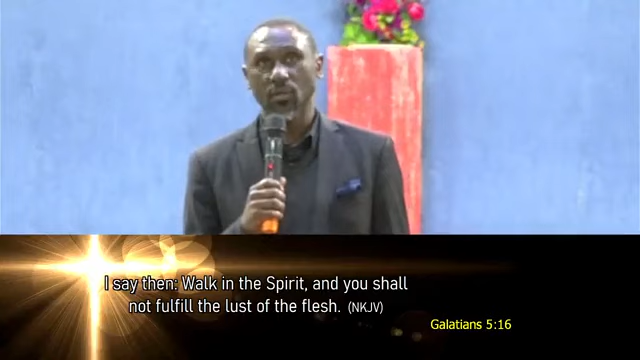 I say then: Walk in the Spirit, and you shall
not fulfill the lust of the flesh. (NKJV)
Galatians 5:16